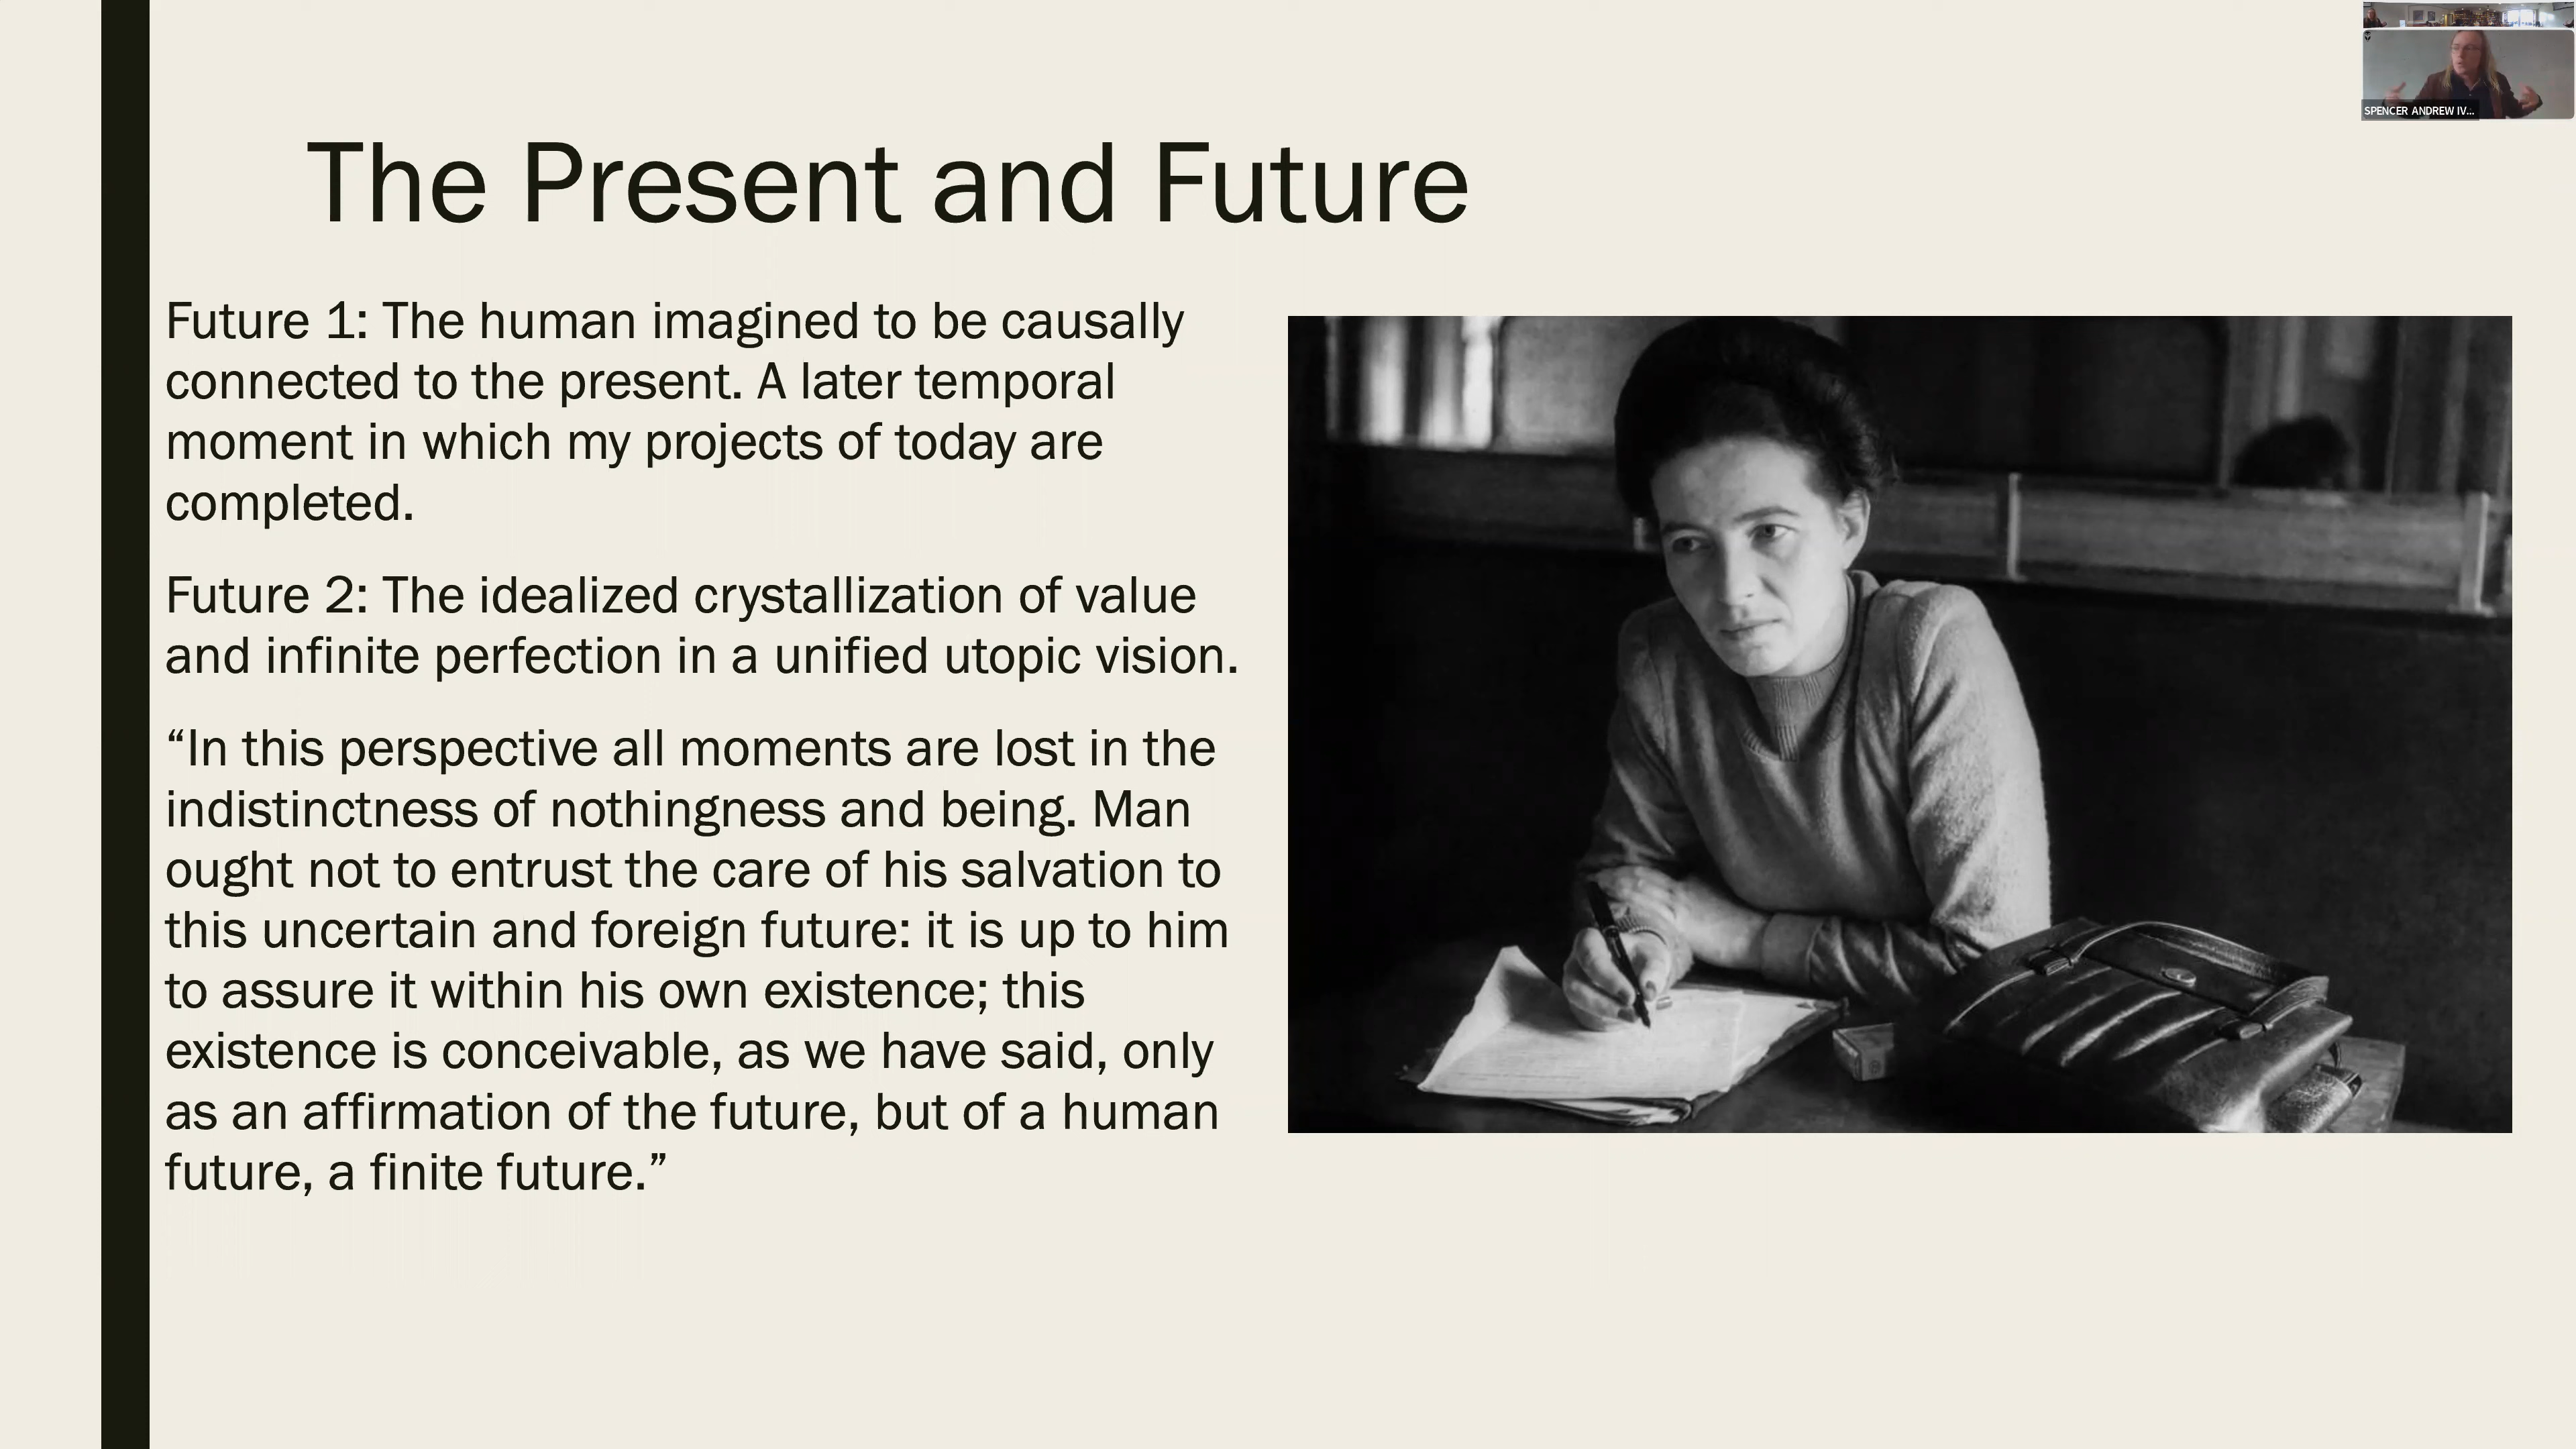 SPENCER ANDREW IV...
The Present and Future
Future 1: The human imagined to be causally
connected to the present. A later temporal
moment in which my projects of today are
completed.
Future 2: The idealized crystallization of value
and infinite perfection in a unified utopic vision.
“In this perspective all moments are lost in the
indistinctness of nothingness and being. Man
ought not to entrust the care of his salvation to
this uncertain and foreign future: it is up to him
to assure it within his own existence; this
existence is conceivable, as we have said, only
as an affirmation of the future, but of a human
future, a finite future.”